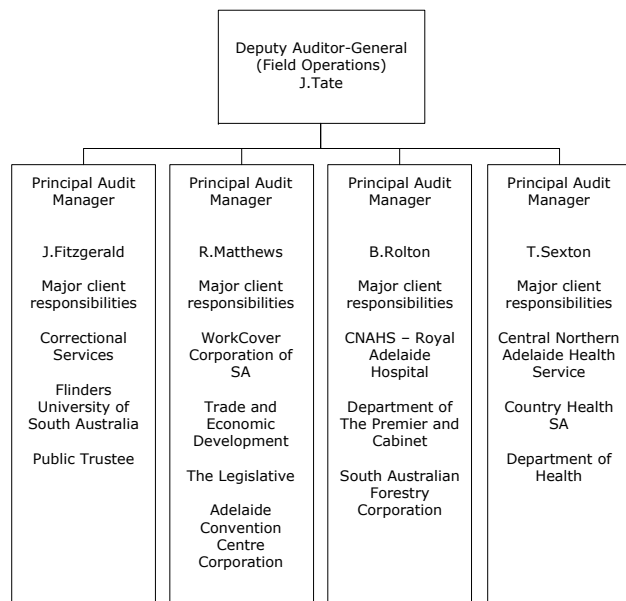 Deputy Auditor-General
(Field Operations)
J.Tate
Principal Audit
Manager
J.Fitzgerald
Major client
responsibilities
Correctional
Services
Flinders
University of
South Australia
Public Trustee
Principal Audit
Manager
R.Matthews
Major client
responsibilities
WorkCover
Corporation of
SA
Trade and
Economic
Development
The Legislative
Adelaide
Convention
Centre
Corporation
Principal Audit
Manager
B.Rolton
Major client
responsibilities
CNAHS – Royal
Adelaide
Hospital
Department of
The Premier and
Cabinet
South Australian
Forestry
Corporation
Principal Audit
Manager
T.Sexton
Major client
responsibilities
Central Northern
Adelaide Health
Service
Country Health
SA
Department of
Health